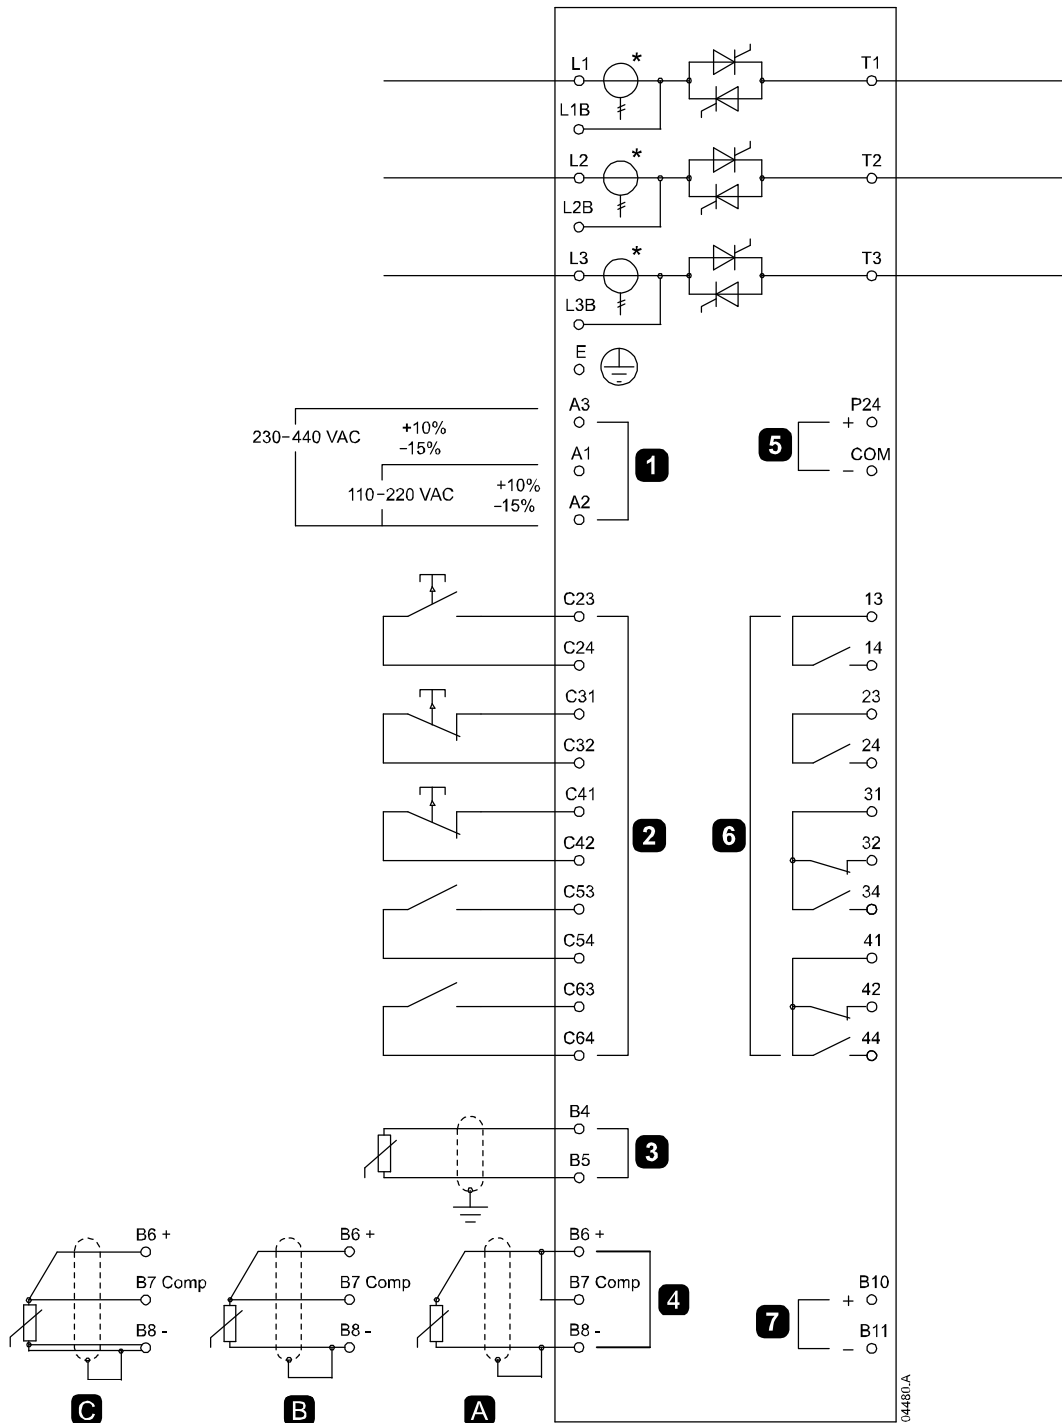 L1 * T1
L1B
L2 * T2
L2B
L3 * T3
L3B
E
A3 P24
230–440 VAC +10% + 
–15% 5
A1 1 COM
110–220 VAC +10% –
–15%
A2
C23 13
C24 14
C31 23
C32 24
C41 31
2 6
C42 32
C53 34
C54 41
C63 42
C64 44
B4
3
B5
B6 + B6 + B6 +
B7 Comp B7 Comp B7 Comp 4 + B10
7
B8 - B8 - B8 - – B11
C B A
04480.A